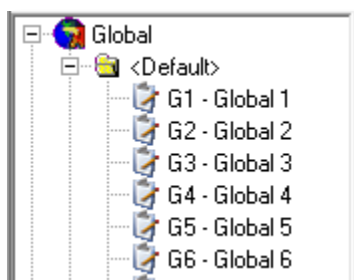 Global
<Default>
G1 - Global 1
G2 - Global 2
G3 - Global 3
G4 - Global 4
G5 - Global 5
G6 - Global 6